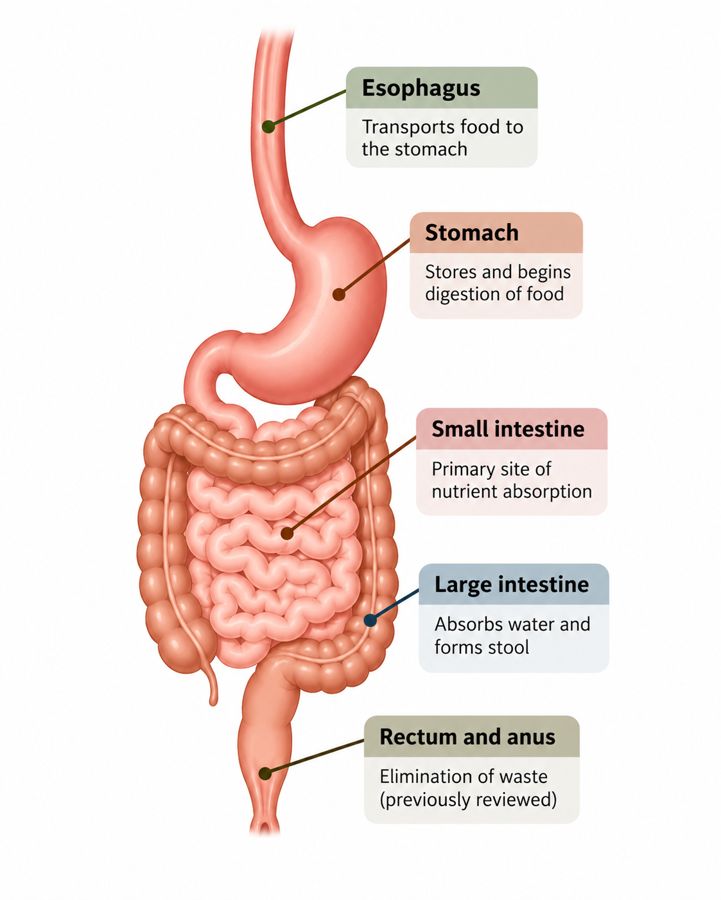 Esophagus
Transports food to
the stomach
Stomach
Stores and begins
digestion of food
Small intestine
Primary site of
nutrient absorption
Large intestine
Absorbs water and
forms stool
Rectum and anus
Elimination of waste
(previously reviewed)